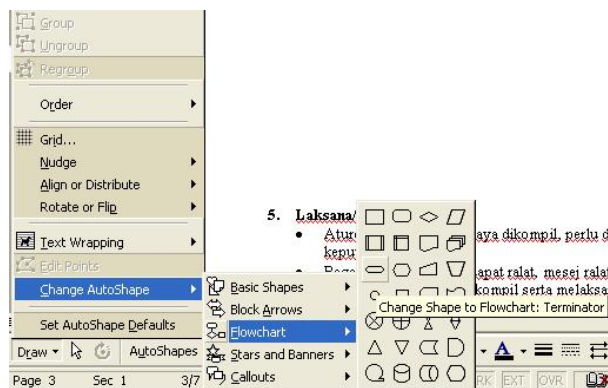 Group
Ungroup
Regroup
Order
Grid...
Nudge
Align or Distribute
Rotate or Flip
Text Wrapping
Edit Points
Change AutoShape
Set AutoShape Defaults
Draw
AutoShapes
Page 3 Sec 1 3/7
Basic Shapes
Block Arrows
Flowchart
Stars and Banners
Callouts
Change Shape to Flowchart: Terminator
5. Laksana/
aya dikompil, perlu d
kepu
apat ralat, mesej ralat
kompil serta melaksa
A
RK EXT OVR